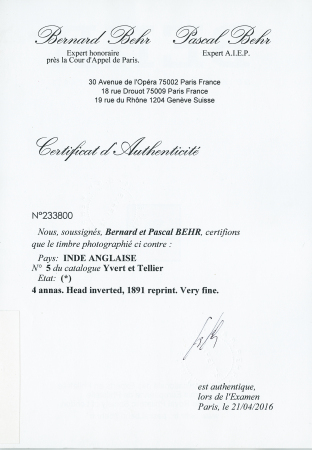 Bernard Behr Pascal Behr
Expert honoraire Expert A.I.E.P.
près la Cour d'Appel de Paris.
30 Avenue de l'Opéra 75002 Paris France
18 rue Drouot 75009 Paris France
19 rue du Rhône 1204 Genève Suisse
Certificat d'Authenticité
N°233800
Nous, soussignés, Bernard et Pascal BEHR, certifions
que le timbre photographié ci contre :
Pays: INDE ANGLAISE
N° 5 du catalogue Yvert et Tellier
Etat: (*)
4 annas. Head inverted, 1891 reprint. Very fine.
est authentique,
lors de l'Examen
Paris, le 21/04/2016